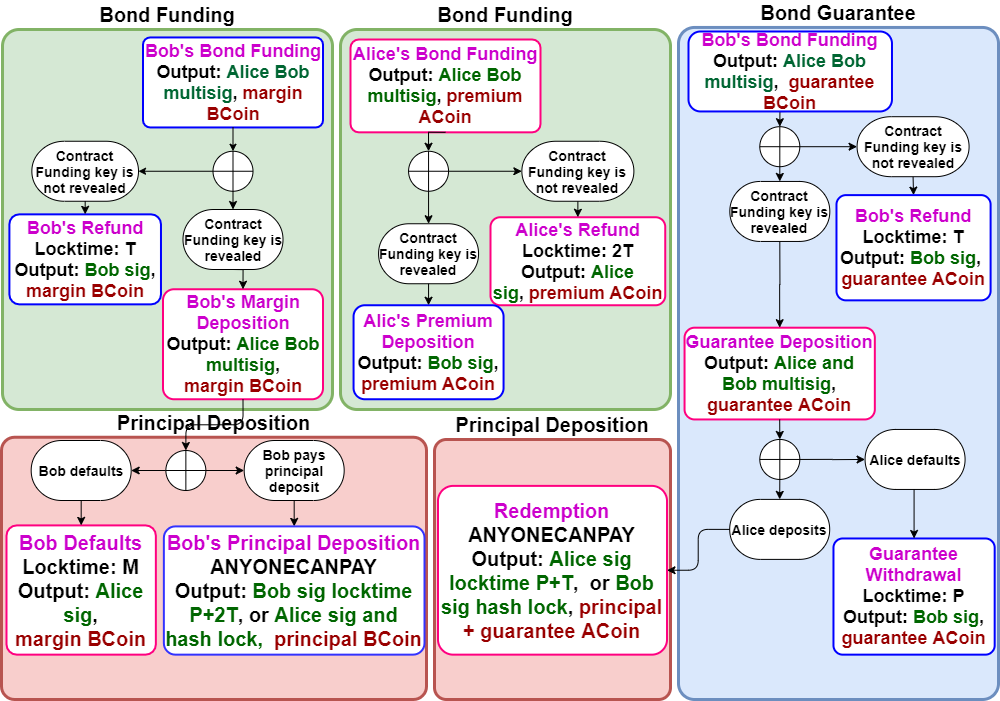 Bond Funding
Bob's Bond Funding
Output: Alice Bob
multisig, margin
BCoin
Contract
Funding key is
not revealed
Bob's Refund
Locktime: T
Output: Bob sig,
margin BCoin
Contract
Funding key is
revealed
Bob's Margin
Deposition
Output: Alice Bob
multisig,
margin BCoin
Bond Funding
Alice's Bond Funding
Output: Alice Bob
multisig, premium
ACoin
Contract
Funding key is
not revealed
Alice's Refund
Locktime: 2T
Output: Alice
sig, premium ACoin
Contract
Funding key is
revealed
Alic's Premium
Deposition
Output: Bob sig,
premium ACoin
Bond Guarantee
Bob's Bond Funding
Output: Alice Bob
multisig, guarantee
BCoin
Contract
Funding key is
not revealed
Bob's Refund
Locktime: T
Output: Bob sig,
guarantee ACoin
Contract
Funding key is
revealed
Guarantee Deposition
Output: Alice and
Bob multisig,
guarantee ACoin
Alice defaults
Alice deposits
Guarantee
Withdrawal
Locktime: P
Output: Bob sig,
guarantee ACoin
Principal Deposition
Bob defaults
Bob pays
principal
deposit
Bob Defaults
Locktime: M
Output: Alice
sig,
margin BCoin
Bob's Principal Deposition
ANYONECANPAY
Output: Bob sig locktime
P+2T, or Alice sig and
hash lock, principal BCoin
Principal Deposition
Redemption
ANYONECANPAY
Output: Alice sig
locktime P+T, or Bob
sig hash lock, principal
+ guarantee ACoin